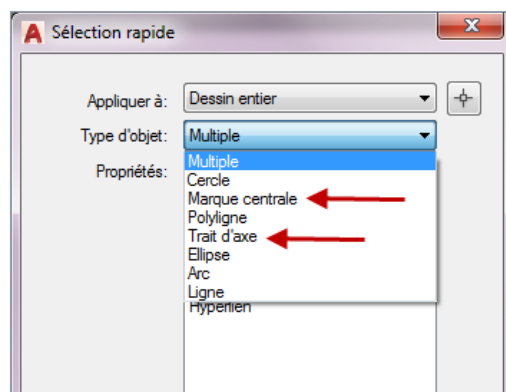 A Sélection rapide
Appliquer à: Dessin entier
Type d'objet: Multiple
Propriétés:
Multiple
Cercle
Marque centrale
Polyligne
Trait d'axe
Ellipse
Arc
Ligne
Hyperlien